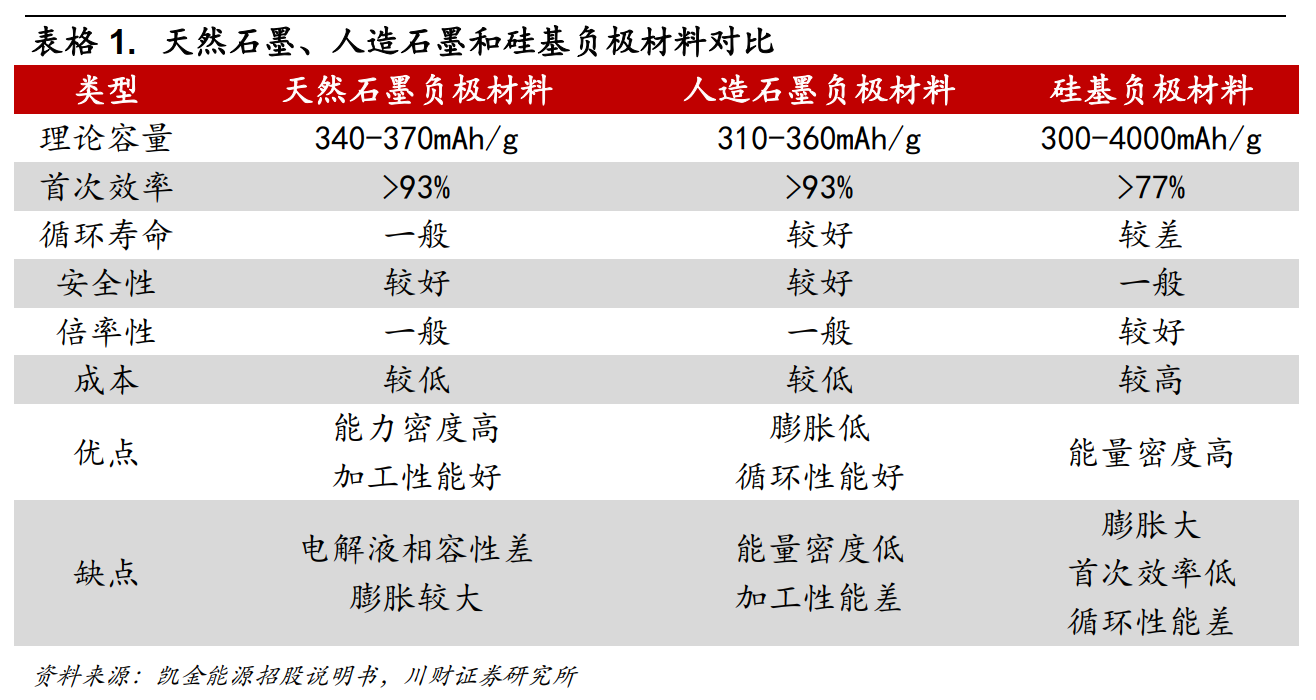 表格 1. 天然石墨、人造石墨和硅基负极材料对比
类型 天然石墨负极材料 人造石墨负极材料 硅基负极材料
理论容量 340-370mAh/g 310-360mAh/g 300-4000mAh/g
首次效率 >93% >93% >77%
循环寿命 一般 较好 较差
安全性 较好 较好 一般
倍率性 一般 一般 较好
成本 较低 较低 较高
优点 能力密度高 膨胀低 能量密度高
加工性能好 循环性能好
缺点 电解液相容性差 能量密度低 膨胀大
膨胀较大 加工性能差 首次效率低
循环性能差
资料来源：凯金能源招股说明书，川财证券研究所